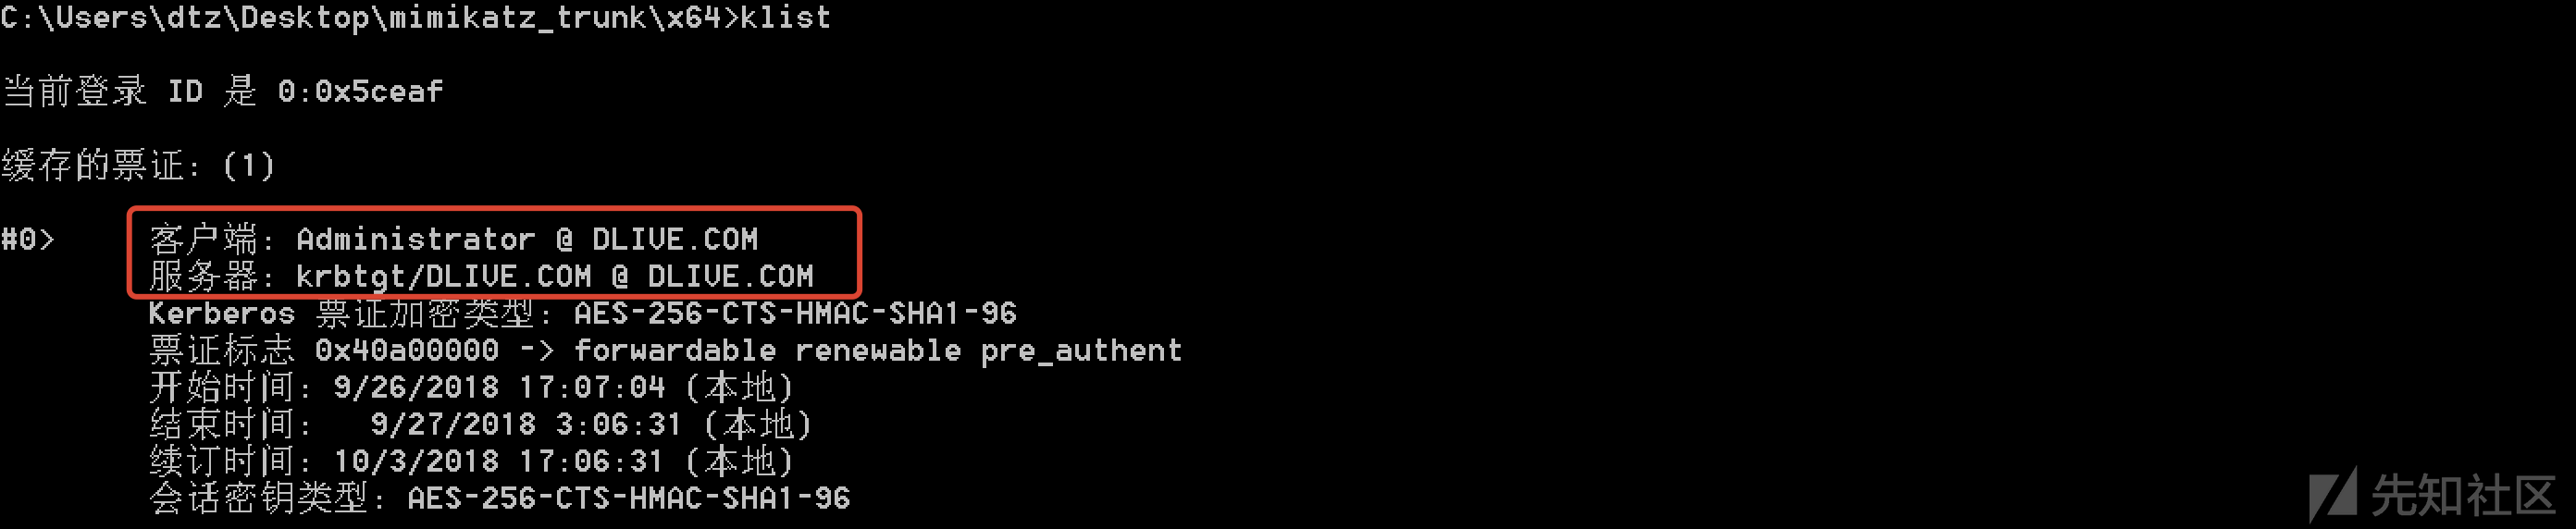 C:\Users\dtz\Desktop\mimikatz_trunk\x64>klist
当前登录 ID 是 0:0x5ceaf
缓存的票证: (1)
#0> 客户端: Administrator @ DLIVE.COM
服务器: krbtgt/DLIVE.COM @ DLIVE.COM
Kerberos 票证加密类型: AES-256-CTS-HMAC-SHA1-96
票证标志 0x40a00000 -> forwardable renewable pre_authent
开始时间: 9/26/2018 17:07:04 (本地)
结束时间: 9/27/2018 3:06:31 (本地)
续订时间: 10/3/2018 17:06:31 (本地)
会话密钥类型: AES-256-CTS-HMAC-SHA1-96
先知社区